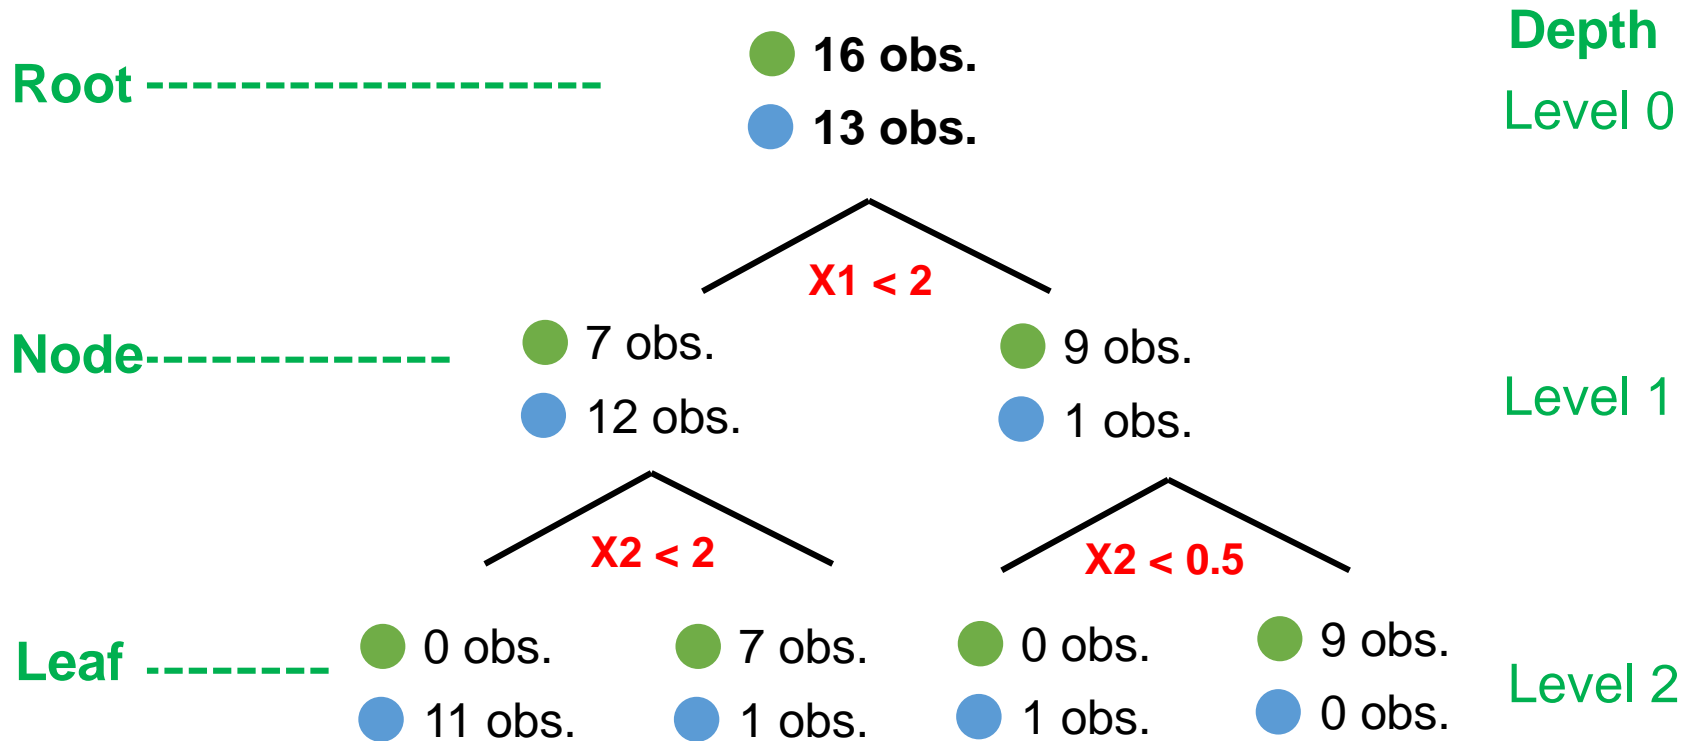 Depth
Root ------------------- 16 obs.
13 obs.
Level 0
X1 < 2
Node------------- 7 obs.
12 obs.
9 obs.
1 obs.
Level 1
X2 < 2
X2 < 0.5
Leaf -------- 0 obs.
11 obs.
7 obs.
1 obs.
0 obs.
1 obs.
9 obs.
0 obs.
Level 2